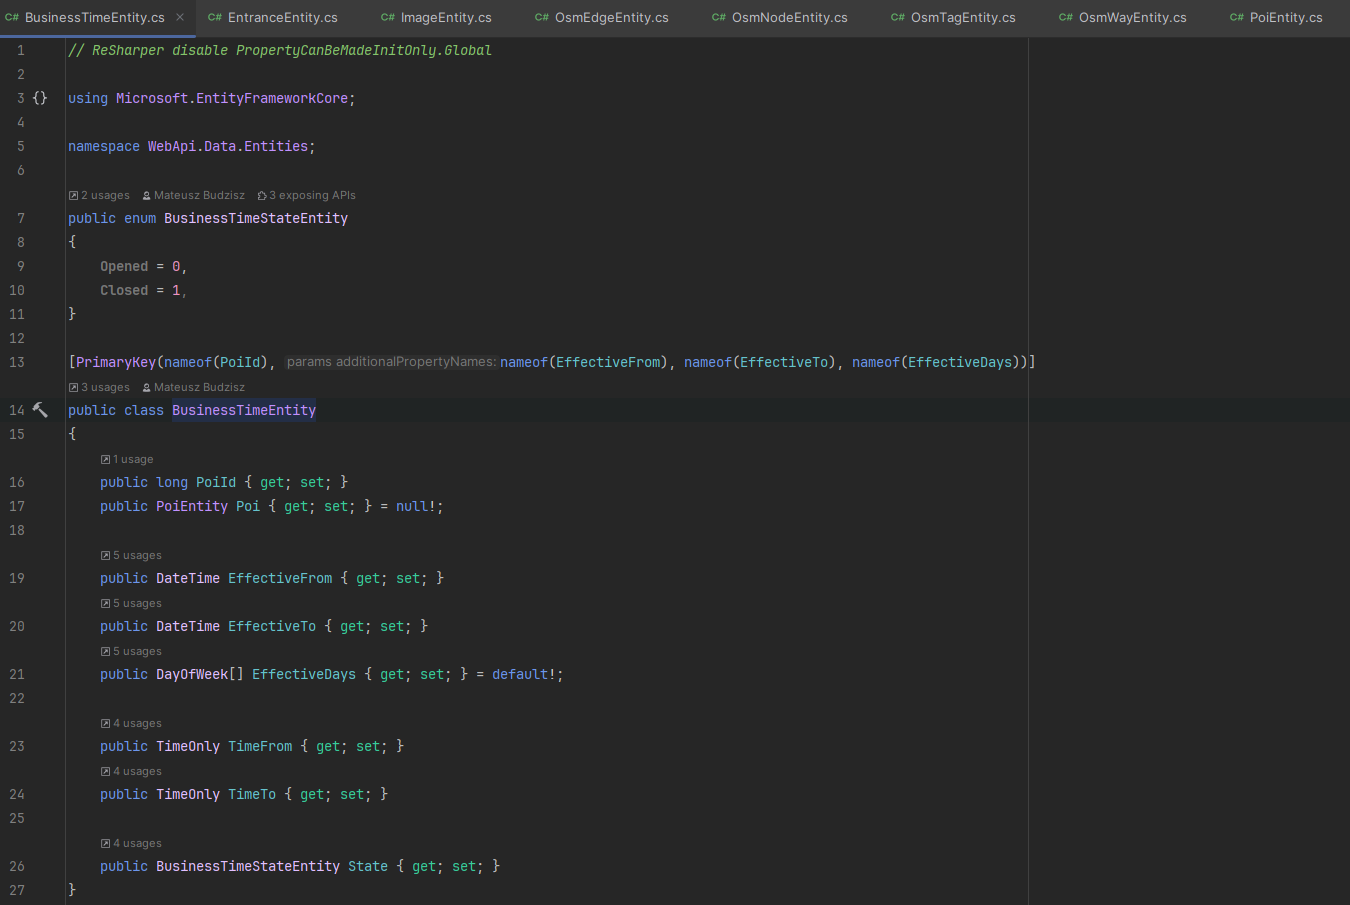 C# BusinessTimeEntity.cs × C# EntranceEntity.cs C# ImageEntity.cs C# OsmEdgeEntity.cs C# OsmNodeEntity.cs C# OsmTagEntity.cs C# OsmWayEntity.cs C# PoiEntity.cs
1 // ReSharper disable PropertyCanBeMadeInitOnly.Global
2
3 {} using Microsoft.EntityFrameworkCore;
4
5 namespace WebApi.Data.Entities;
6
2 usages Mateusz Budzisz 3 exposing APIs
7 public enum BusinessTimeStateEntity
8 {
9 Opened = 0,
10 Closed = 1,
11 }
12
13 [PrimaryKey(nameof(PoiId), params additionalPropertyNames: nameof(EffectiveFrom), nameof(EffectiveTo), nameof(EffectiveDays))]
3 usages Mateusz Budzisz
14 public class BusinessTimeEntity
15 {
1 usage
16 public long PoiId { get; set; }
17 public PoiEntity Poi { get; set; } = null!;
18
5 usages
19 public DateTime EffectiveFrom { get; set; }
5 usages
20 public DateTime EffectiveTo { get; set; }
5 usages
21 public DayOfWeek[] EffectiveDays { get; set; } = default!;
22
4 usages
23 public TimeOnly TimeFrom { get; set; }
4 usages
24 public TimeOnly TimeTo { get; set; }
25
4 usages
26 public BusinessTimeStateEntity State { get; set; }
27 }